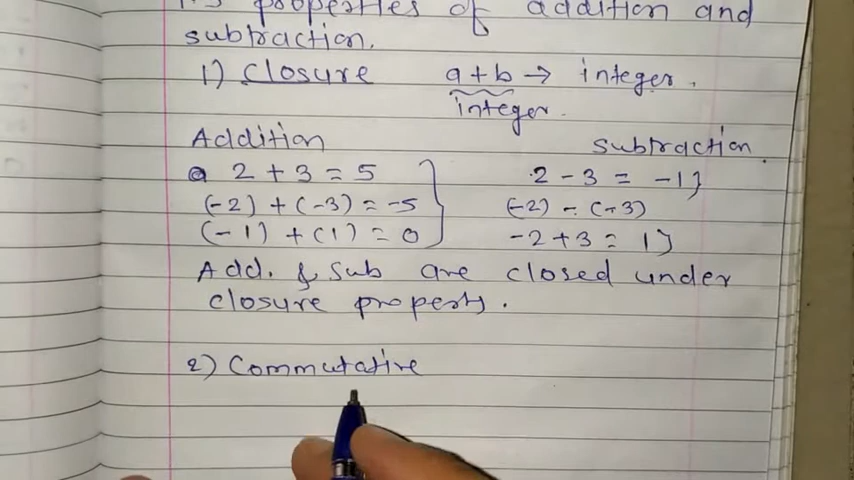 properties of addition and
subtraction.
1) closure a+b → integer.
integer.
Addition subtraction.
2 + 3 = 5 2 - 3 = -1}
(-2) + (-3) = -5 (-2) - (-3)
(-1) + (1) = 0 -2 + 3 = 1}
Add. & sub are closed under
closure property.
2) Commutative